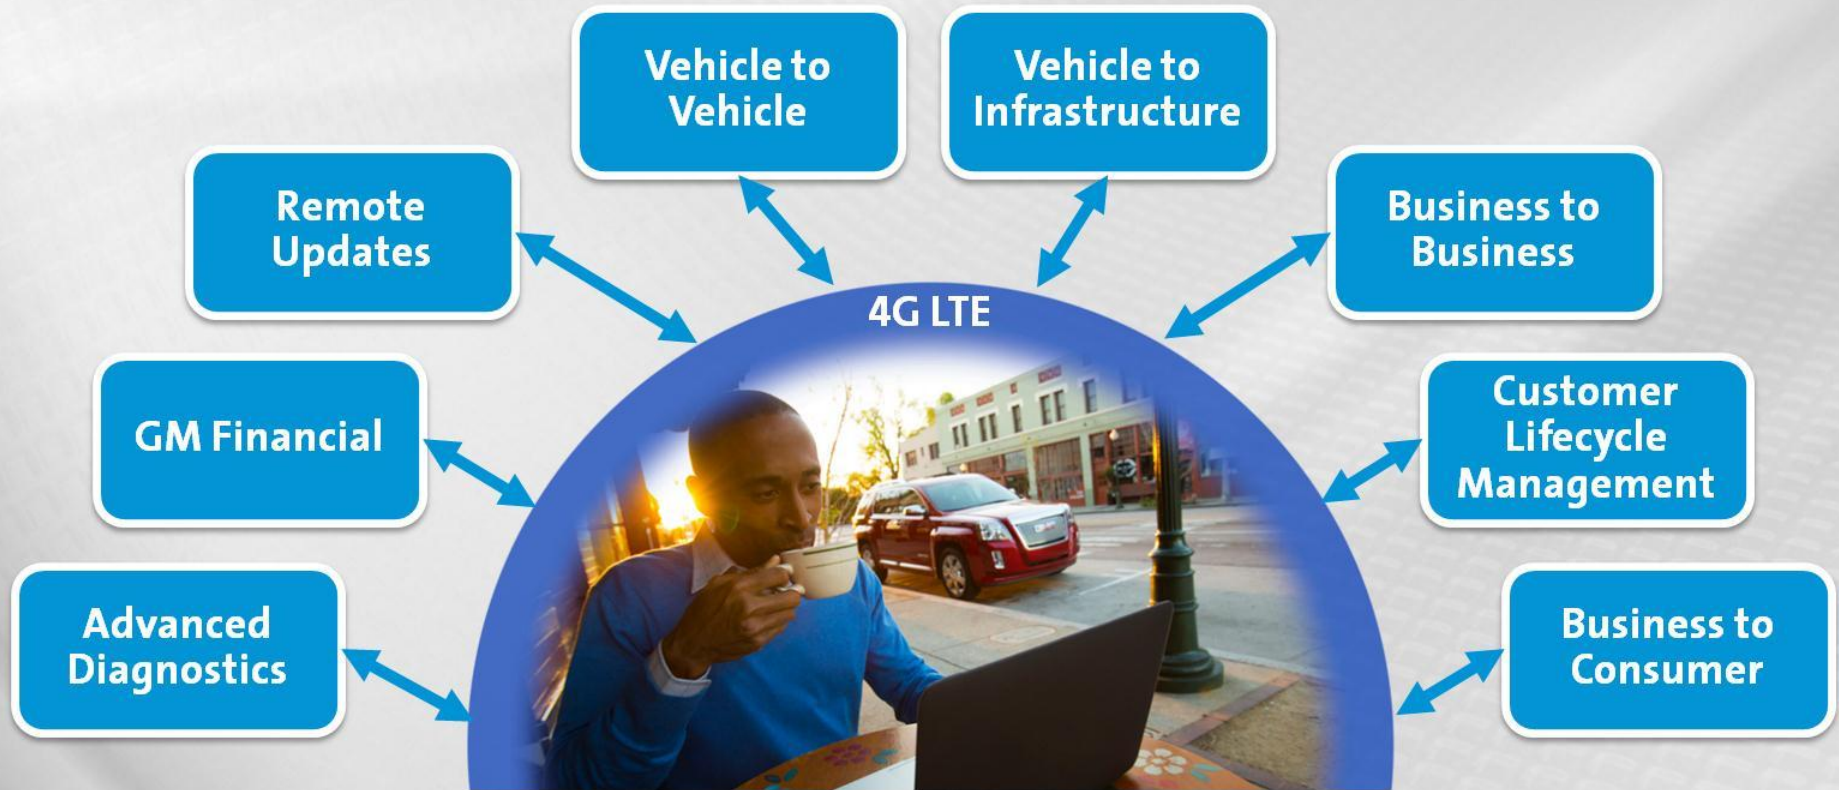 Vehicle to
Vehicle
Vehicle to
Infrastructure
Remote
Updates
Business to
Business
4G LTE
GM Financial
Customer
Lifecycle
Management
Advanced
Diagnostics
Business to
Consumer